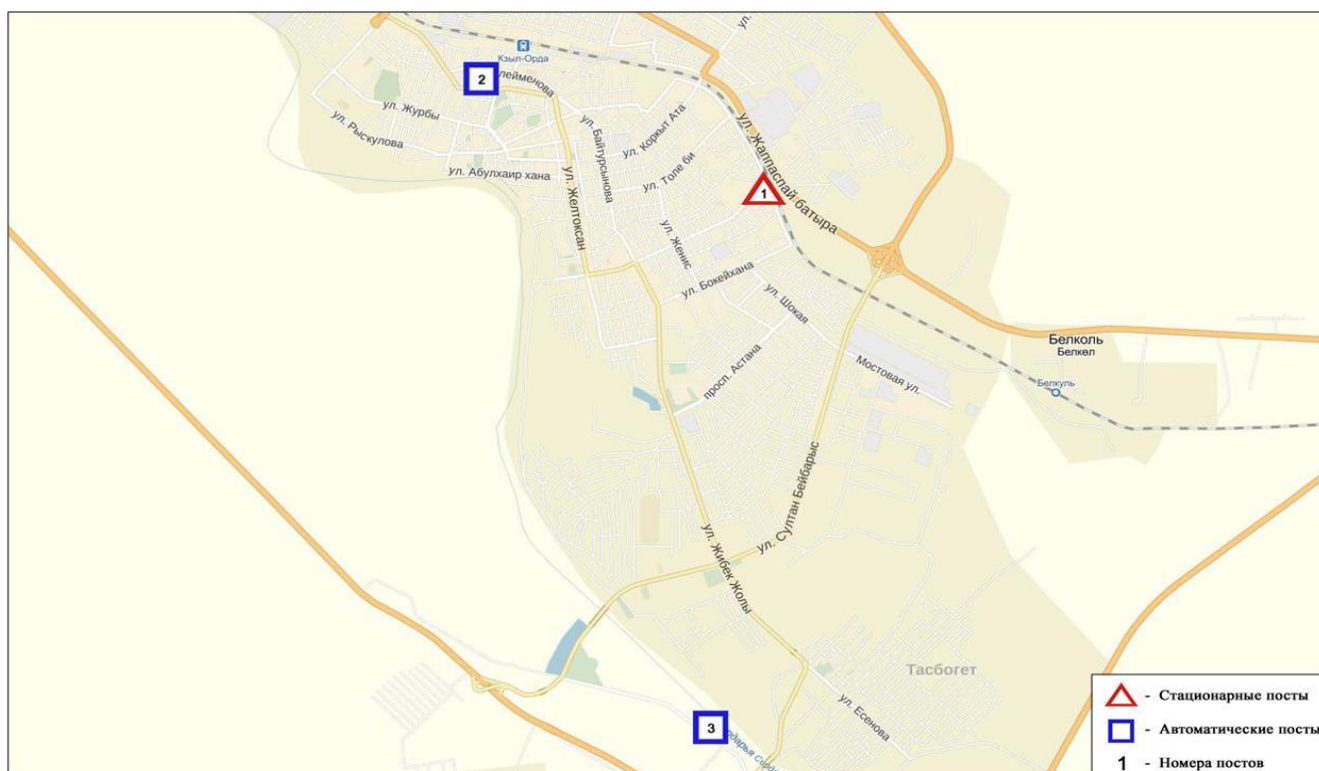 ул.
Кзыл-Орда
2
лейменова
ул. Журбы
ул. Рыскулова
ул. Абулхаир хана
ул. Байтурсынова
ул. Желтоксан
ул. Коркыт Ата
ул. Толе би
1
ул. Жаппаспай батыра
ул. Женис
ул. Бокейхана
ул. Шокая
просп. Астана
Мостовая ул.
Белколь
Белкөл
Белкуль
ул. Султан Бейбарыс
ул. Жибек Жолы
Тасбогет
ул. Есенова
3
- Стационарные посты
- Автоматические посты
1 - Номера постов